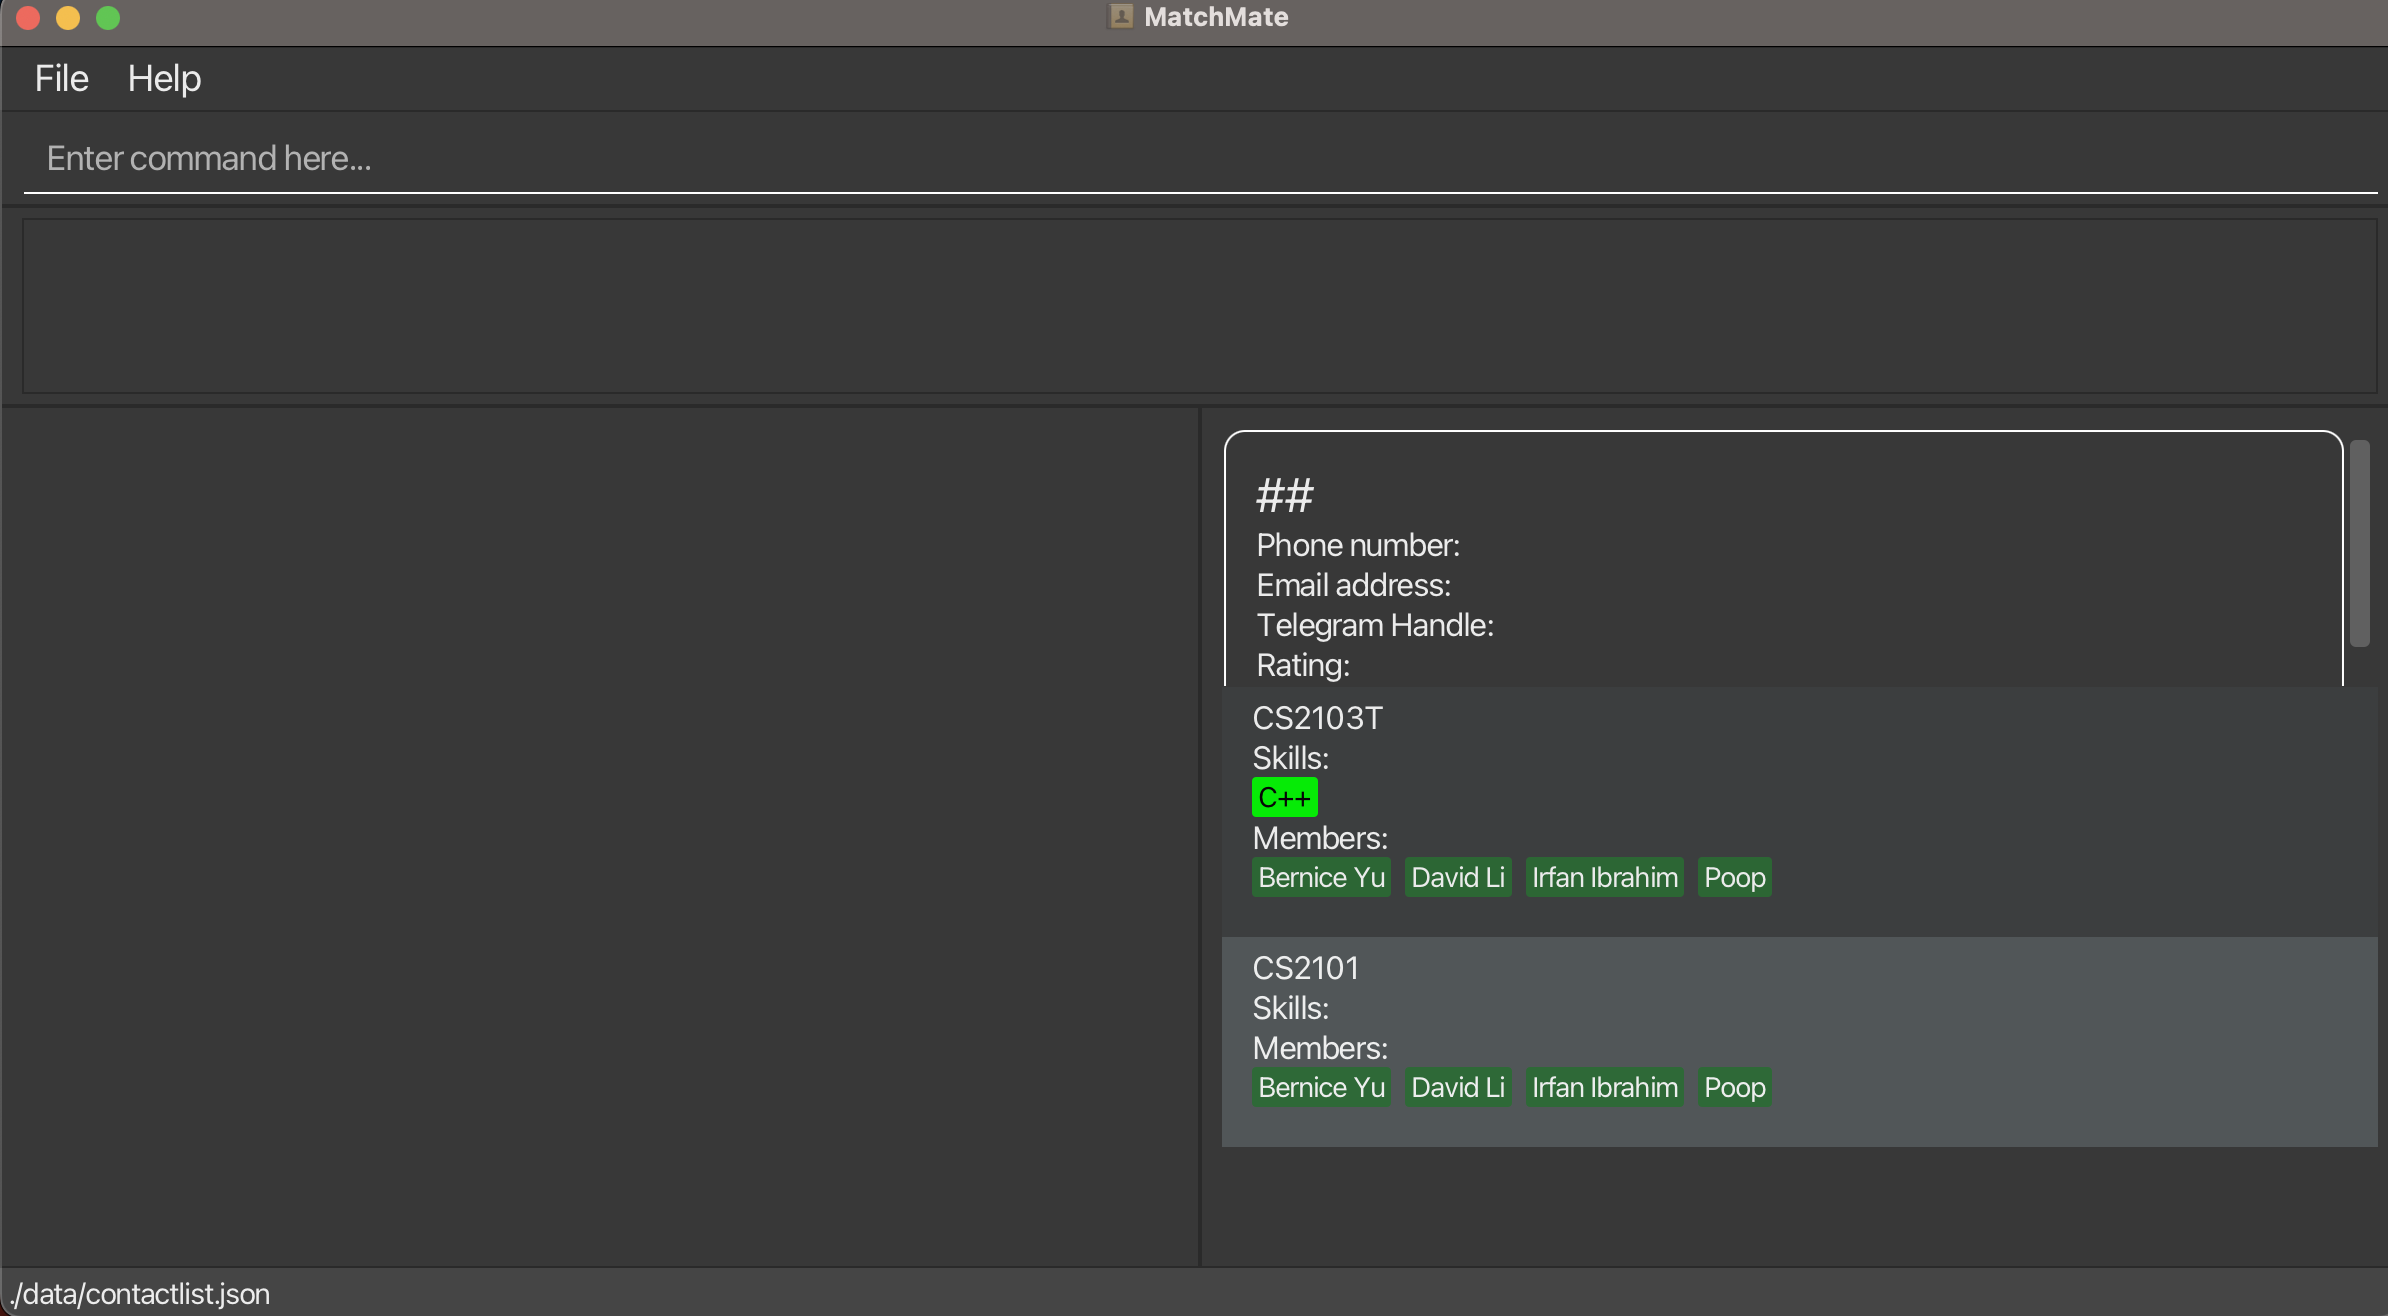 MatchMate
File Help
Enter command here...
##
Phone number:
Email address:
Telegram Handle:
Rating:
CS2103T
Skills:
C++
Members:
Bernice Yu David Li Irfan Ibrahim Poop
CS2101
Skills:
Members:
Bernice Yu David Li Irfan Ibrahim Poop
./data/contactlist.json